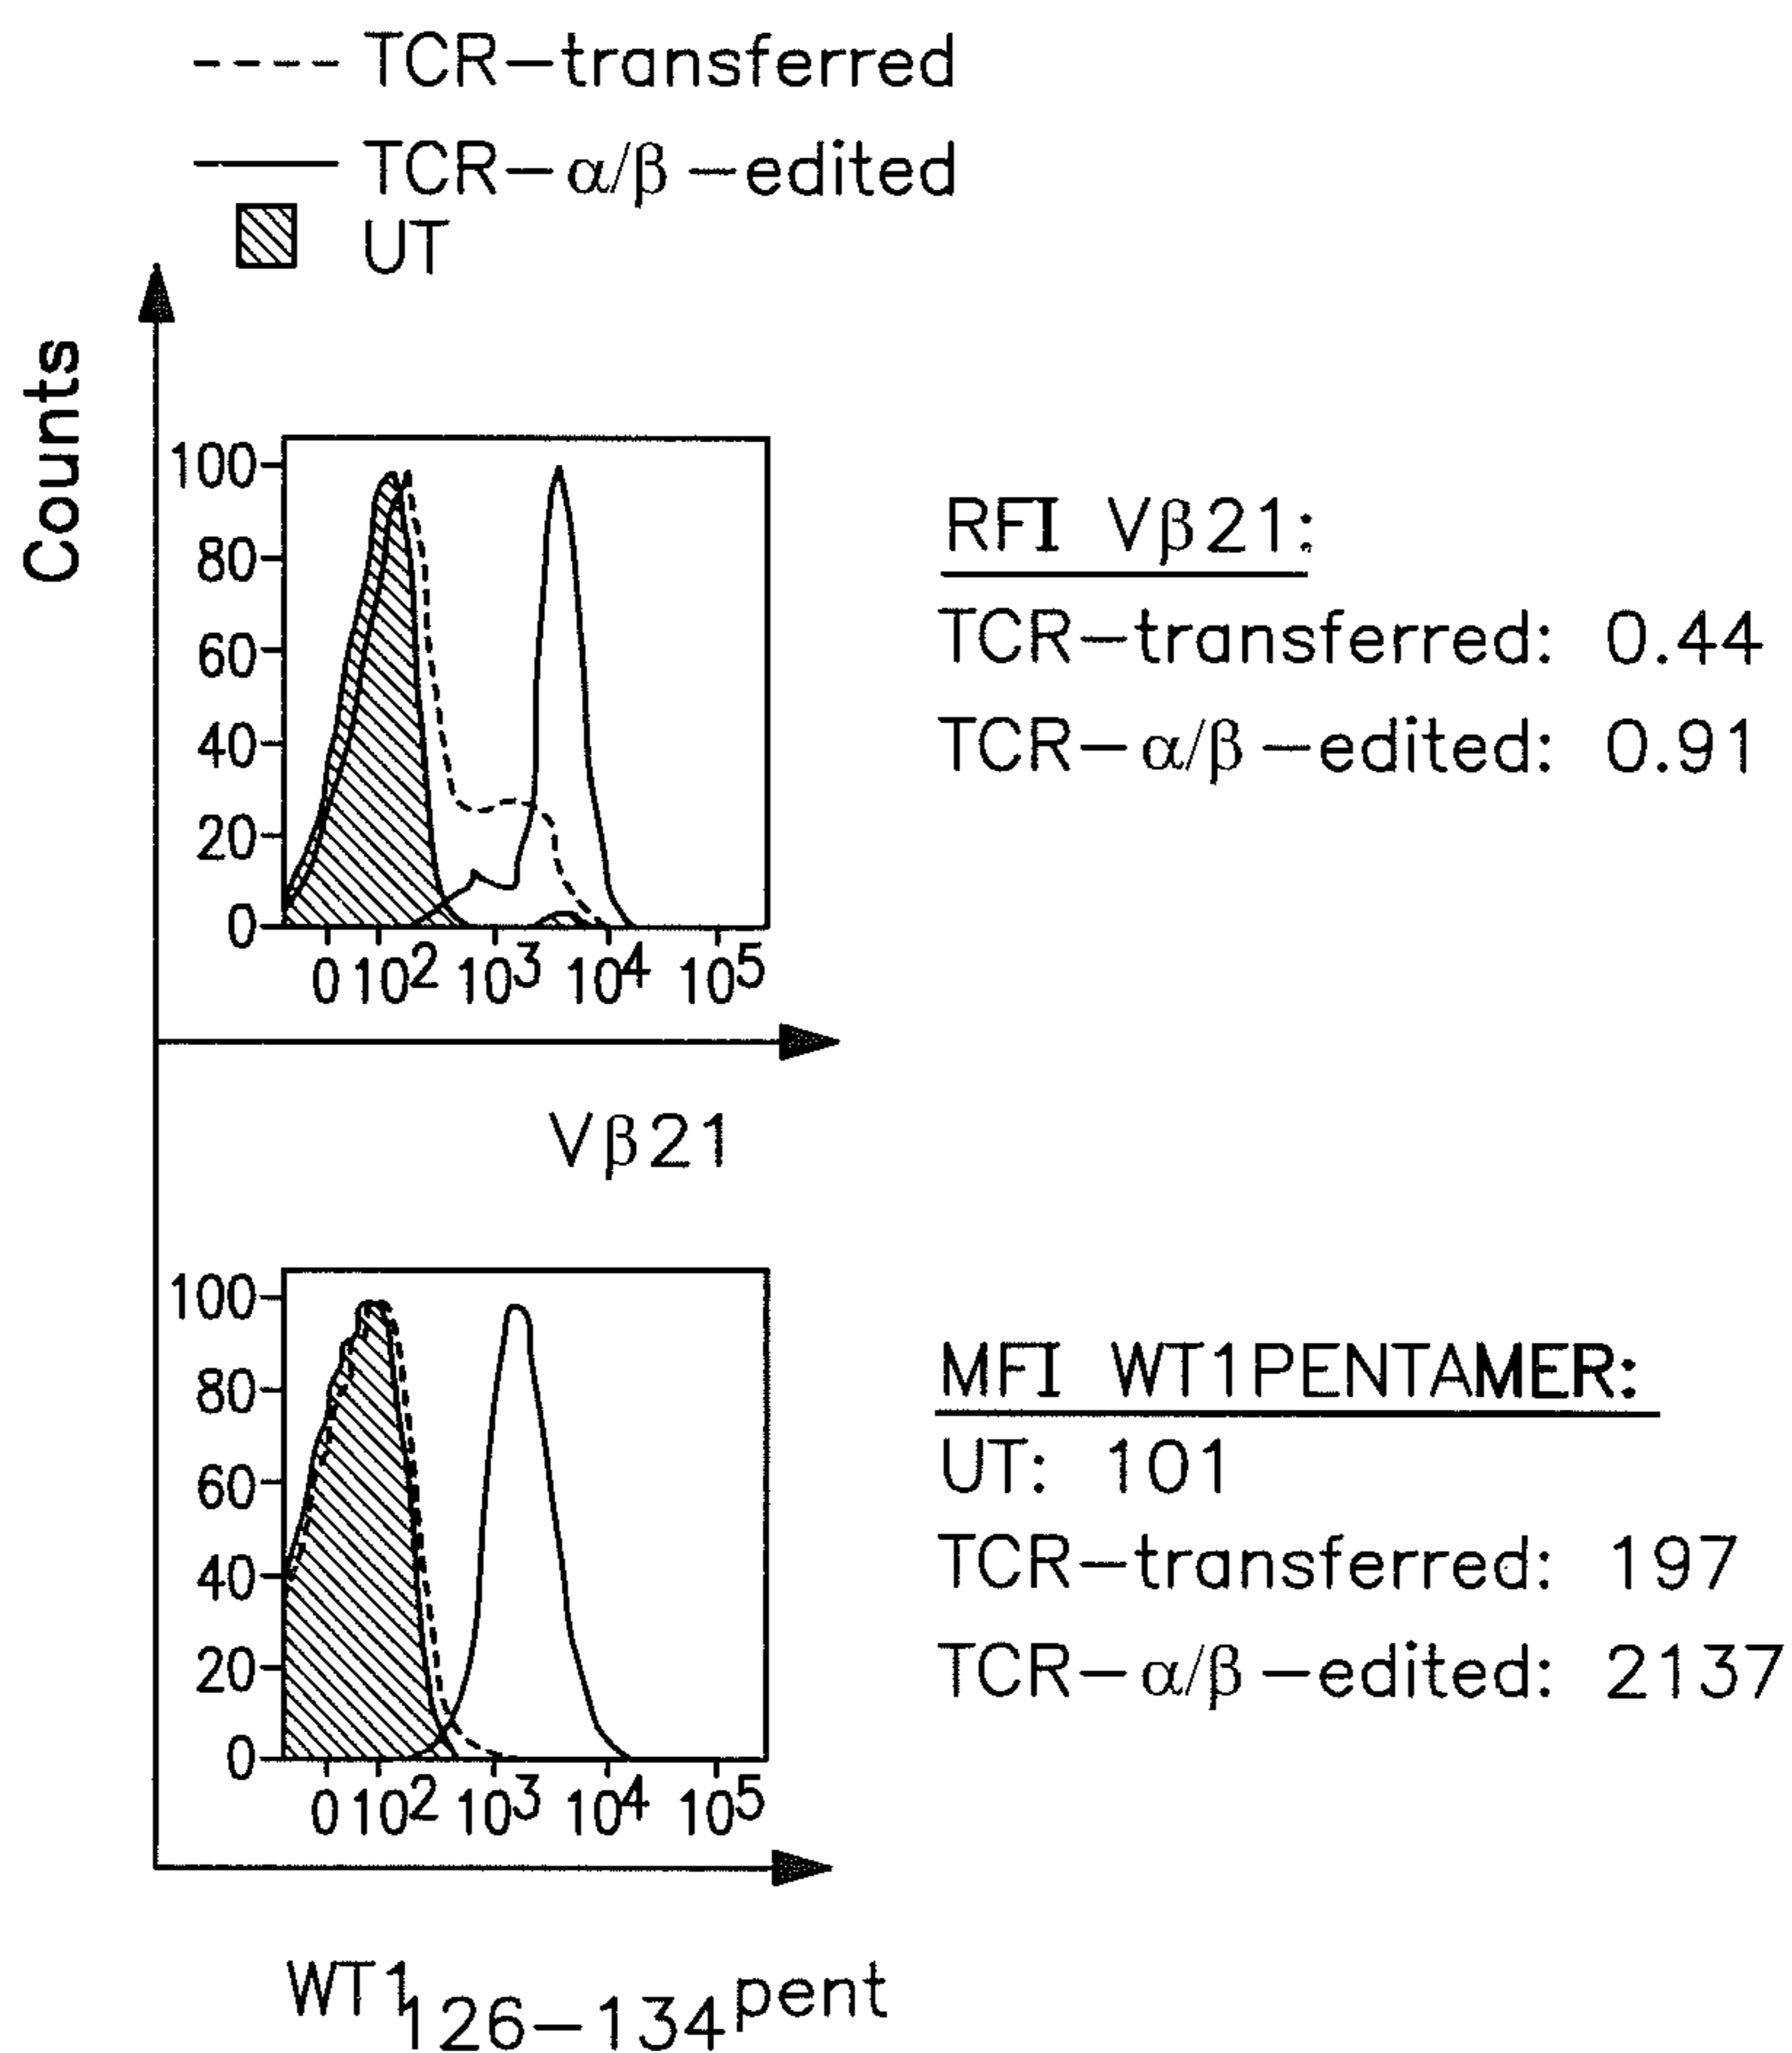 TCR-transferred
TCR-α/β-edited
UT
Counts
100
80
60
40
20
0
0 10² 10³ 10⁴ 10⁵
Vβ21
RFI Vβ21:
TCR-transferred: 0.44
TCR-α/β-edited: 0.91
100
80
60
40
20
0
0 10² 10³ 10⁴ 10⁵
WT1₁₂₆₋₁₃₄pent
MFI WT1PENTAMER:
UT: 101
TCR-transferred: 197
TCR-α/β-edited: 2137